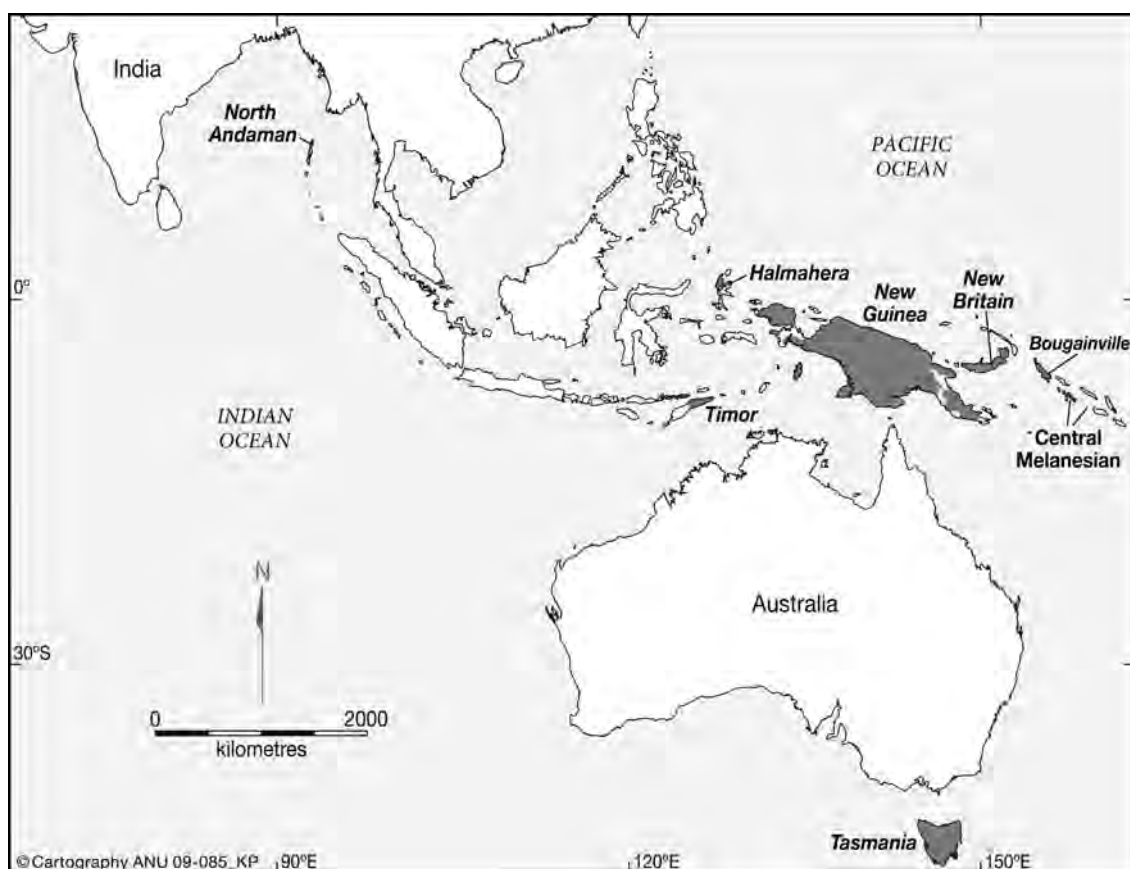 India
North
Andaman
PACIFIC
OCEAN
0°
Halmahera
New
Guinea
New
Britain
Bougainville
INDIAN
OCEAN
Timor
Central
Melanesian
N
Australia
30°S
0 2000
kilometres
Tasmania
© Cartography ANU 09-085_KP
90°E
120°E
150°E